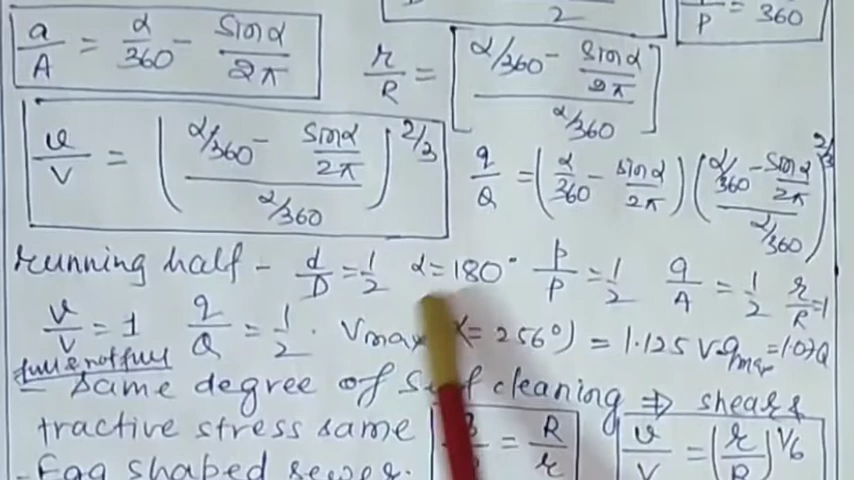 2
P = 360
a/A = α/360 - Sinα/2π
r/R = [(α/360 - Sinα/2π) / (α/360)]
v/V = ((α/360 - Sinα/2π) / (α/360))^2/3
q/Q = (α/360 - sinα/2π) ((α/360 - Sinα/2π) / (α/360))^2/3
running half - d/D = 1/2 α = 180° p/P = 1/2 a/A = 1/2 r/R = 1
v/V = 1 q/Q = 1/2 . Vmax α = 256°) = 1.125 V qmax = 1.07Q
full & not full
- Same degree of Self cleaning ⇒ shear &
tractive stress same = R/r v/V = (r/R)^1/6
- Egg shaped sewer.